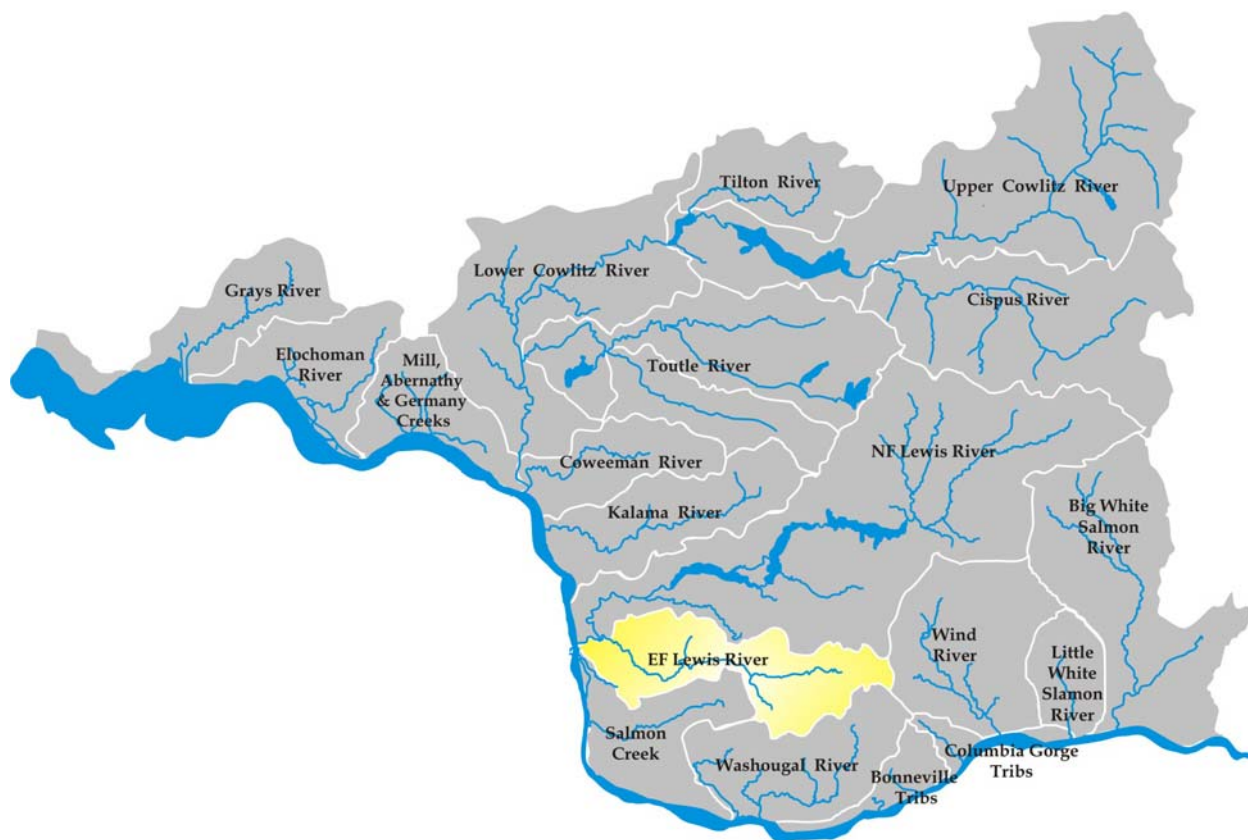 Tilton River
Upper Cowlitz River
Lower Cowlitz River
Grays River
Cispus River
Elochoman
River
Mill,
Abernathy
& Germany
Creeks
Toutle River
NF Lewis River
Coweeman River
Kalama River
Big White
Salmon
River
EF Lewis River
Wind
River
Little
White
Slamon
River
Salmon
Creek
Washougal River
Bonneville
Tribs
Columbia Gorge
Tribs